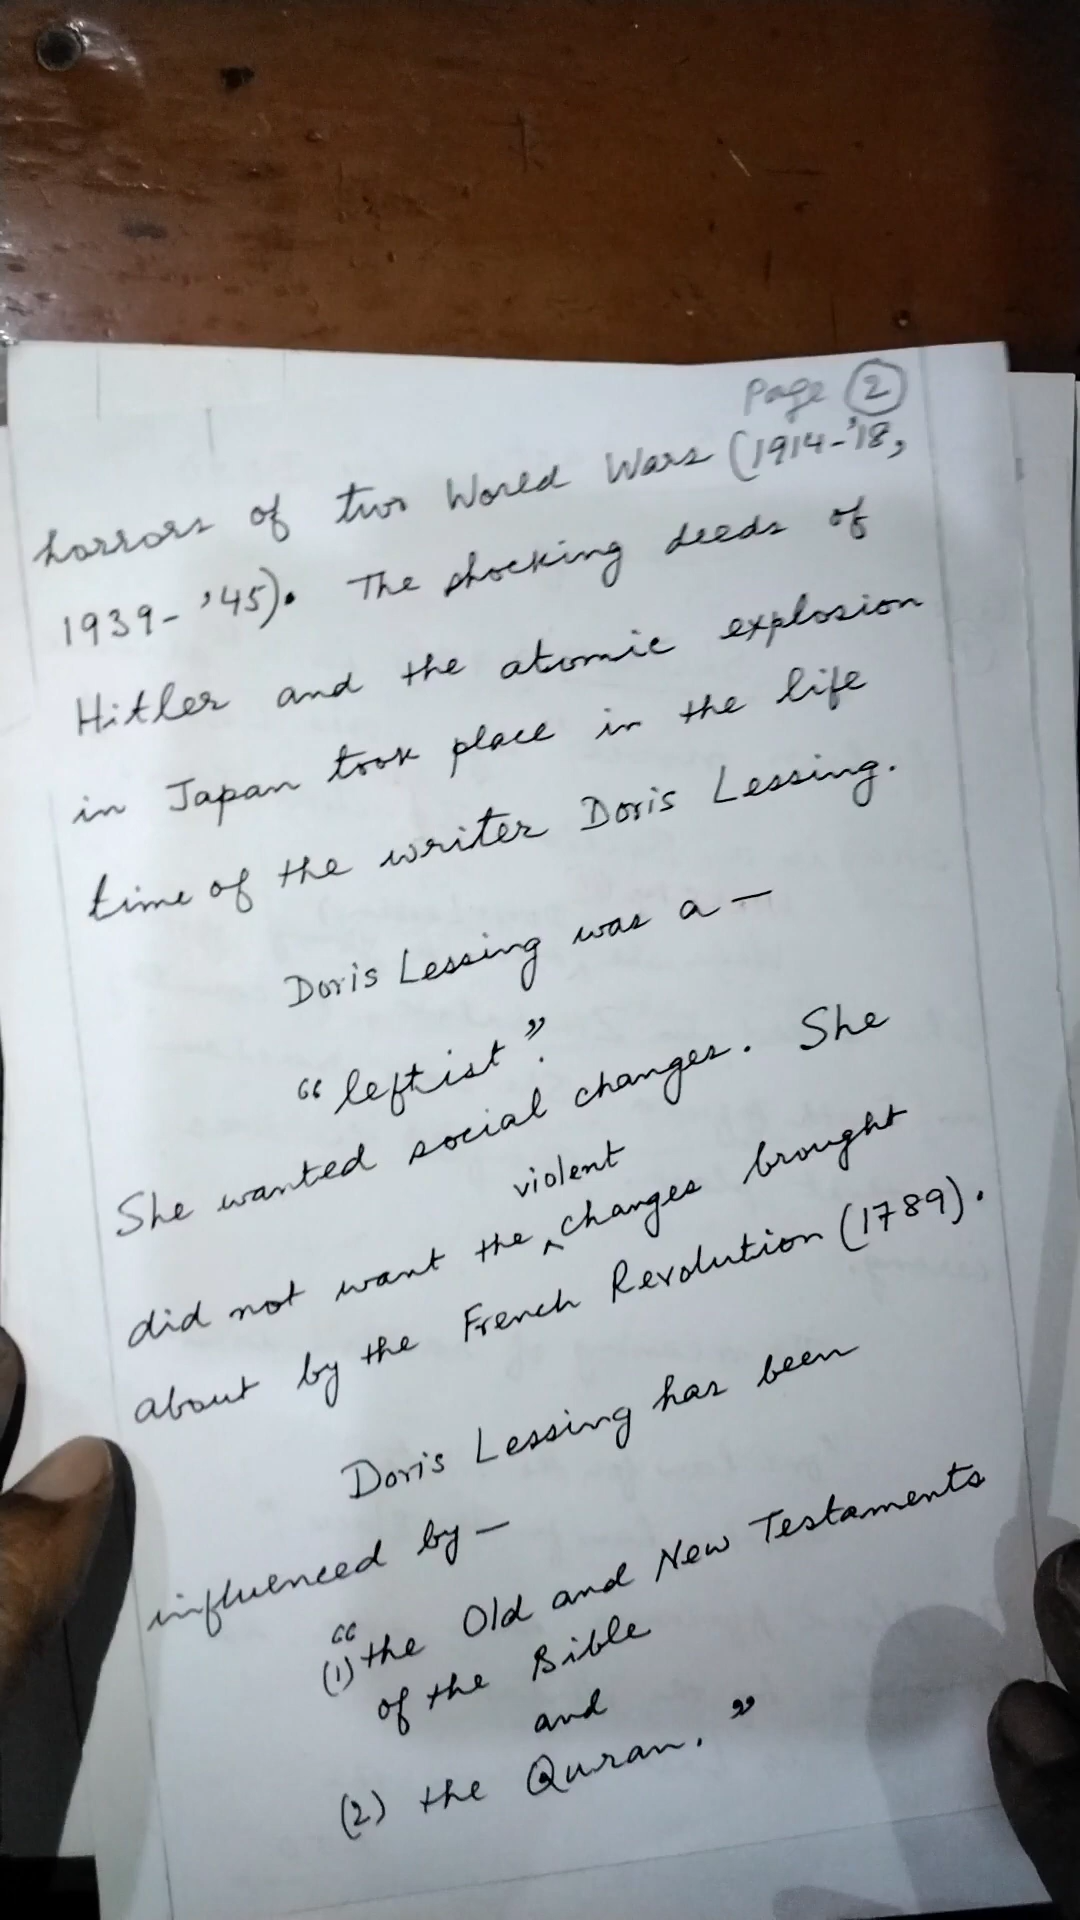 Page 2
horrors of two World Wars (1914-'18,
1939-'45). The shocking deeds of
Hitler and the atomic explosion
in Japan took place in the life
time of the writer Doris Lessing.
Doris Lessing was a —
"leftist".
She wanted social changes. She
violent
did not want the ^ changes brought
about by the French Revolution (1789).
Doris Lessing has been
influenced by —
"(1) the Old and New Testaments
of the Bible
and
(2) the Quran."